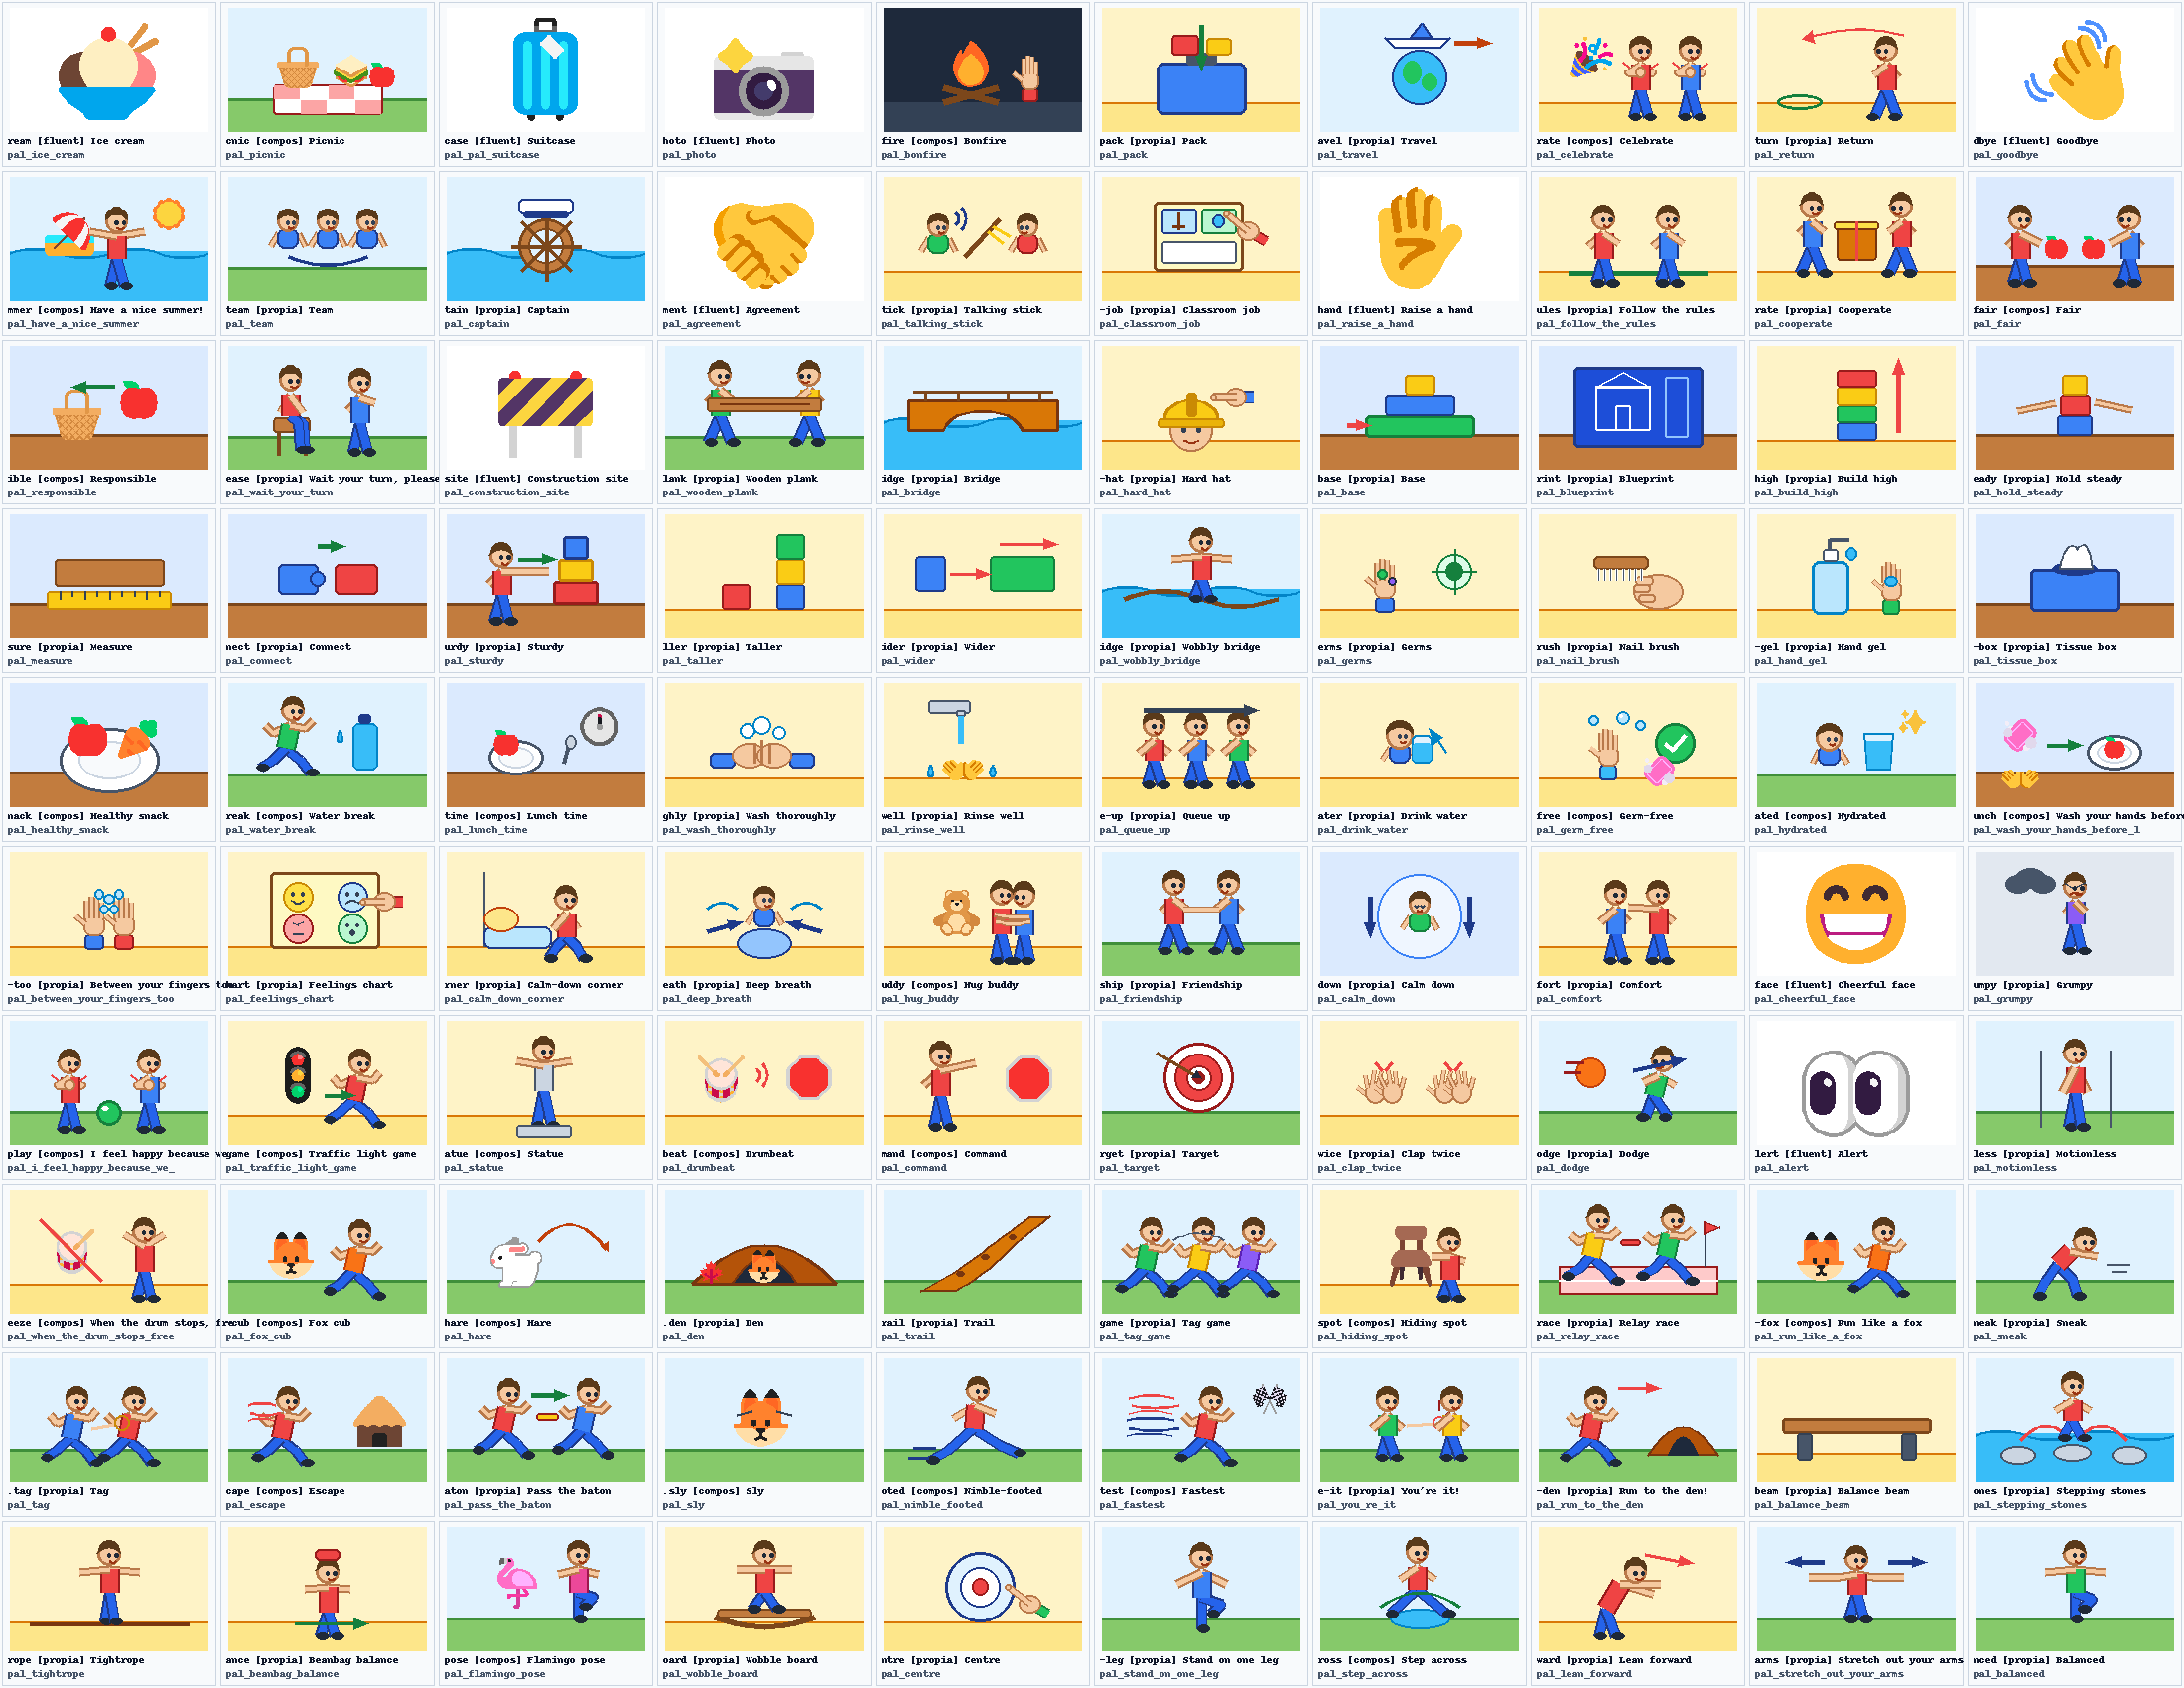 ream [fluent] Ice cream
pal_ice_cream
cnic [compos] Picnic
pal_picnic
case [fluent] Suitcase
pal_pal_suitcase
hoto [fluent] Photo
pal_photo
fire [compos] Bonfire
pal_bonfire
pack [propia] Pack
pal_pack
avel [propia] Travel
pal_travel
rate [compos] Celebrate
pal_celebrate
turn [propia] Return
pal_return
dbye [fluent] Goodbye
pal_goodbye
mmer [compos] Have a nice summer!
pal_have_a_nice_summer
team [propia] Team
pal_team
tain [propia] Captain
pal_captain
ment [fluent] Agreement
pal_agreement
tick [propia] Talking stick
pal_talking_stick
-job [propia] Classroom job
pal_classroom_job
hand [fluent] Raise a hand
pal_raise_a_hand
ules [propia] Follow the rules
pal_follow_the_rules
rate [propia] Cooperate
pal_cooperate
fair [compos] Fair
pal_fair
ible [compos] Responsible
pal_responsible
ease [propia] Wait your turn, please
pal_wait_your_turn
site [fluent] Construction site
pal_construction_site
lank [propia] Wooden plank
pal_wooden_plank
idge [propia] Bridge
pal_bridge
-hat [propia] Hard hat
pal_hard_hat
base [propia] Base
pal_base
rint [propia] Blueprint
pal_blueprint
high [propia] Build high
pal_build_high
eady [propia] Hold steady
pal_hold_steady
sure [propia] Measure
pal_measure
nect [propia] Connect
pal_connect
urdy [propia] Sturdy
pal_sturdy
ller [propia] Taller
pal_taller
ider [propia] Wider
pal_wider
idge [propia] Wobbly bridge
pal_wobbly_bridge
erms [propia] Germs
pal_germs
rush [propia] Nail brush
pal_nail_brush
-gel [propia] Hand gel
pal_hand_gel
-box [propia] Tissue box
pal_tissue_box
nack [compos] Healthy snack
pal_healthy_snack
reak [compos] Water break
pal_water_break
time [compos] Lunch time
pal_lunch_time
ghly [propia] Wash thoroughly
pal_wash_thoroughly
well [propia] Rinse well
pal_rinse_well
e-up [propia] Queue up
pal_queue_up
ater [propia] Drink water
pal_drink_water
free [compos] Germ-free
pal_germ_free
ated [compos] Hydrated
pal_hydrated
unch [compos] Wash your hands before
pal_wash_your_hands_before_l
-too [propia] Between your fingers
pal_between_your_fingers_too
hart [propia] Feelings chart
pal_feelings_chart
rner [propia] Calm-down corner
pal_calm_down_corner
eath [propia] Deep breath
pal_deep_breath
uddy [compos] Hug buddy
pal_hug_buddy
ship [propia] Friendship
pal_friendship
down [propia] Calm down
pal_calm_down
fort [propia] Comfort
pal_comfort
face [fluent] Cheerful face
pal_cheerful_face
umpy [propia] Grumpy
pal_grumpy
play [compos] I feel happy because
pal_i_feel_happy_because_we_
game [compos] Traffic light game
pal_traffic_light_game
atue [compos] Statue
pal_statue
beat [compos] Drumbeat
pal_drumbeat
mand [compos] Command
pal_command
rget [propia] Target
pal_target
wice [propia] Clap twice
pal_clap_twice
odge [propia] Dodge
pal_dodge
lert [fluent] Alert
pal_alert
less [propia] Motionless
pal_motionless
eeze [compos] When the drum stops,
pal_when_the_drum_stops_free
cub [compos] Fox cub
pal_fox_cub
hare [compos] Hare
pal_hare
.den [propia] Den
pal_den
rail [propia] Trail
pal_trail
game [compos] Tag game
pal_tag_game
spot [compos] Hiding spot
pal_hiding_spot
race [propia] Relay race
pal_relay_race
-fox [compos] Run like a fox
pal_run_like_a_fox
neak [propia] Sneak
pal_sneak
.tag [propia] Tag
pal_tag
cape [compos] Escape
pal_escape
aton [propia] Pass the baton
pal_pass_the_baton
.sly [compos] Sly
pal_sly
oted [compos] Nimble-footed
pal_nimble_footed
test [compos] Fastest
pal_fastest
e-it [propia] You're it!
pal_you_re_it
-den [propia] Run to the den!
pal_run_to_the_den
beam [propia] Balance beam
pal_balance_beam
ones [propia] Stepping stones
pal_stepping_stones
rope [propia] Tightrope
pal_tightrope
ance [propia] Beanbag balance
pal_beanbag_balance
pose [compos] Flamingo pose
pal_flamingo_pose
oard [propia] Wobble board
pal_wobble_board
ntre [propia] Centre
pal_centre
-leg [propia] Stand on one leg
pal_stand_on_one_leg
ross [compos] Step across
pal_step_across
ward [propia] Lean forward
pal_lean_forward
arms [propia] Stretch out your arms
pal_stretch_out_your_arms
nced [propia] Balanced
pal_balanced